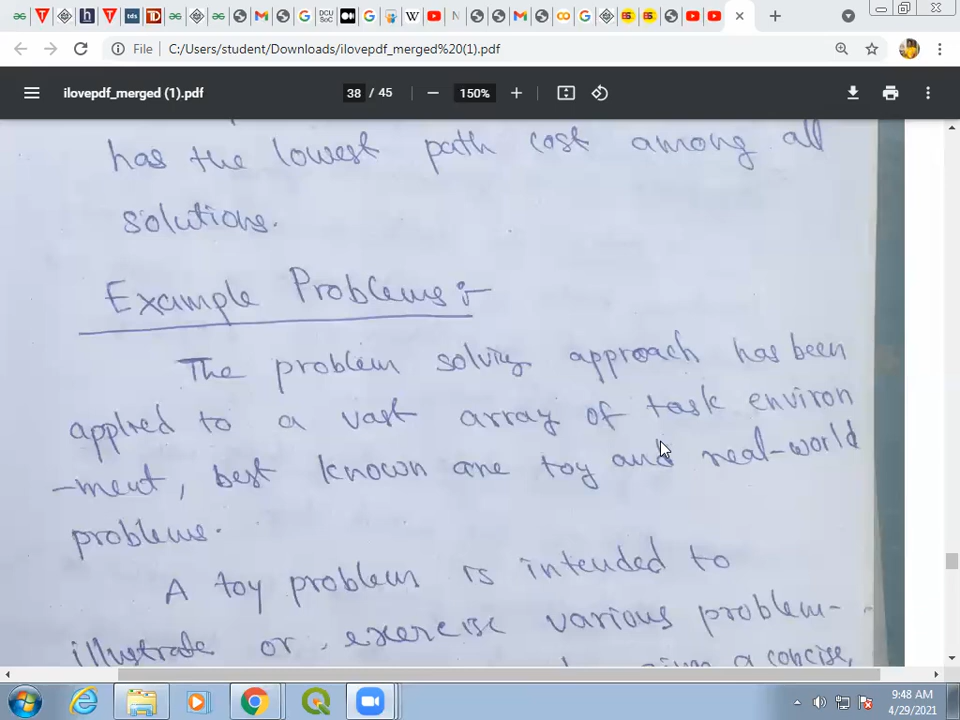 File C:/Users/student/Downloads/ilovepdf_merged%20(1).pdf
ilovepdf_merged (1).pdf 38 / 45 150%
has the lowest path cost among all
solutions.
Example Problems:-
The problem solving approach has been
applied to a vast array of task environ
-ment, best known are toy and real-world
problems.
A toy problem is intended to
illustrate or exercise various problem-
a concise,
9:48 AM
4/29/2021